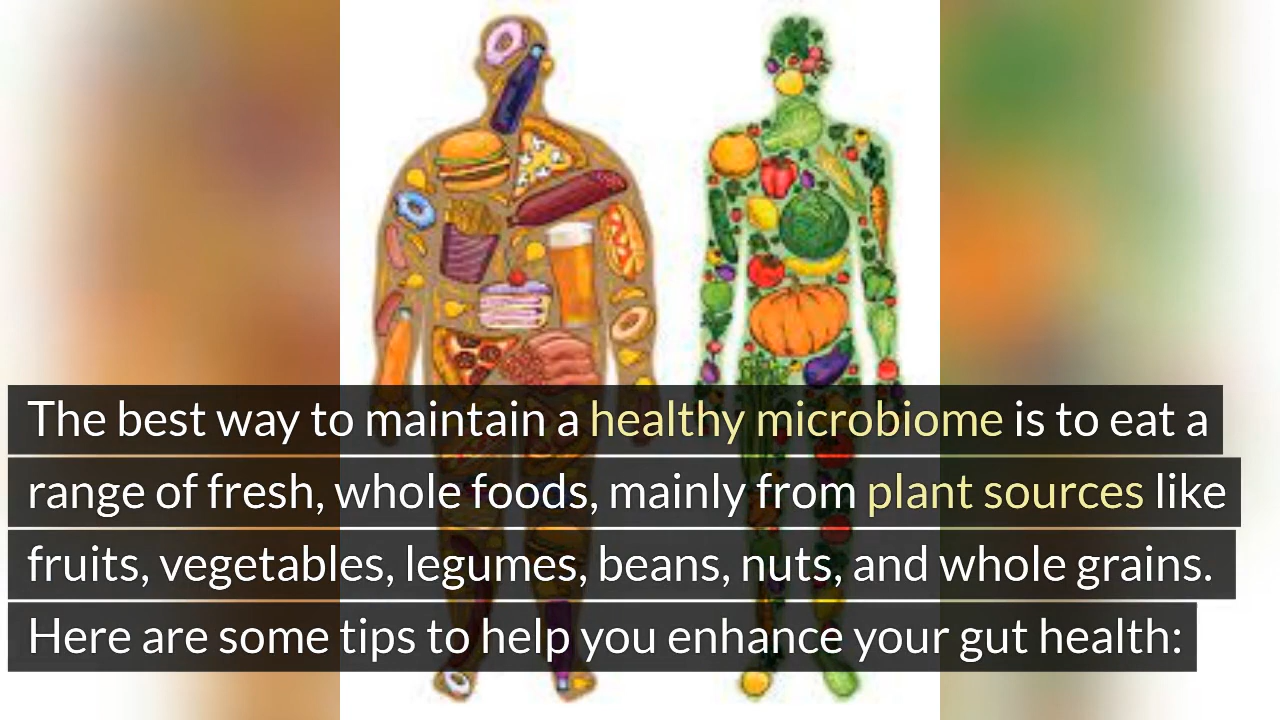 The best way to maintain a healthy microbiome is to eat a
range of fresh, whole foods, mainly from plant sources like
fruits, vegetables, legumes, beans, nuts, and whole grains.
Here are some tips to help you enhance your gut health: